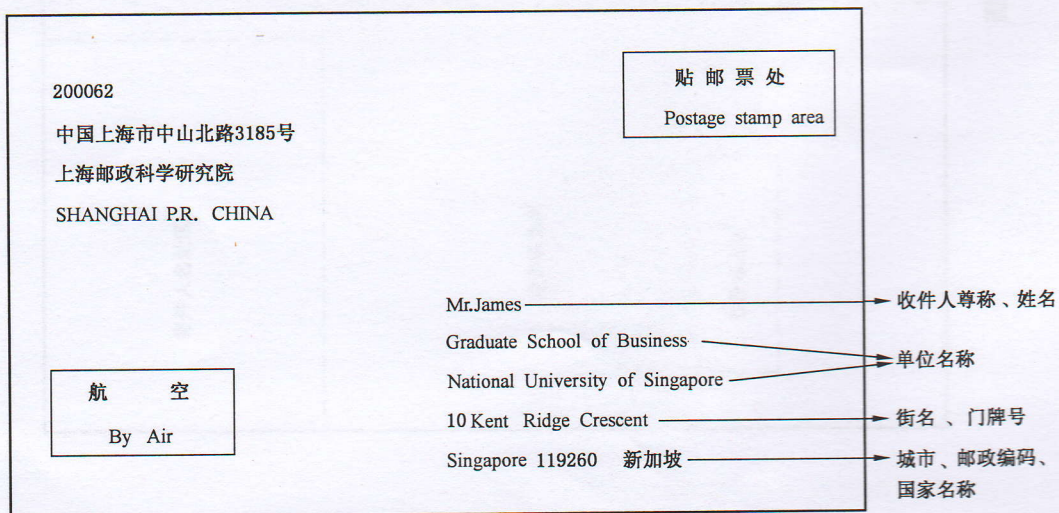 200062
中国上海市中山北路3185号
上海邮政科学研究院
SHANGHAI P.R. CHINA
贴邮票处
Postage stamp area
Mr.James
Graduate School of Business
National University of Singapore
10 Kent Ridge Crescent
Singapore 119260 新加坡
收件人尊称、姓名
单位名称
街名、门牌号
城市、邮政编码、
国家名称
航空
By Air